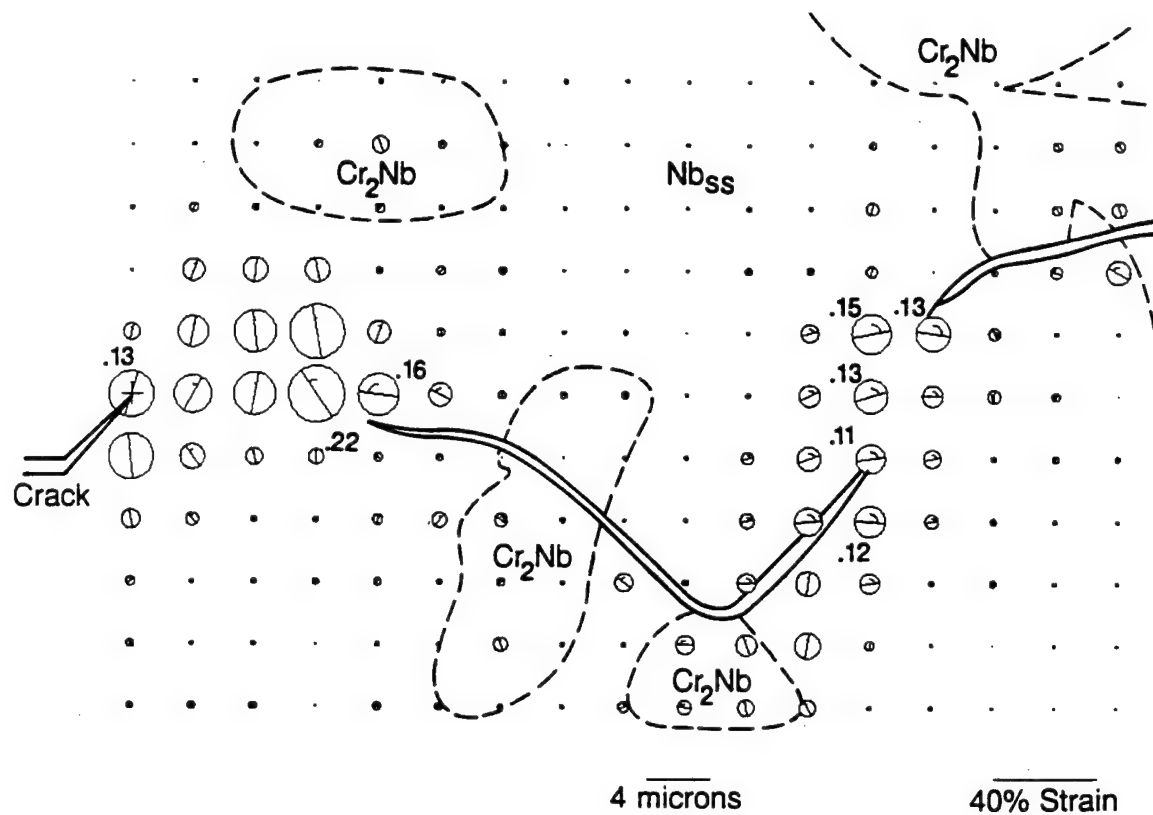 Cr2Nb
Cr2Nb
Nbss
.15 .13
.13
.16
.13
.22
.11
Crack
Cr2Nb
.12
Cr2Nb
4 microns
40% Strain